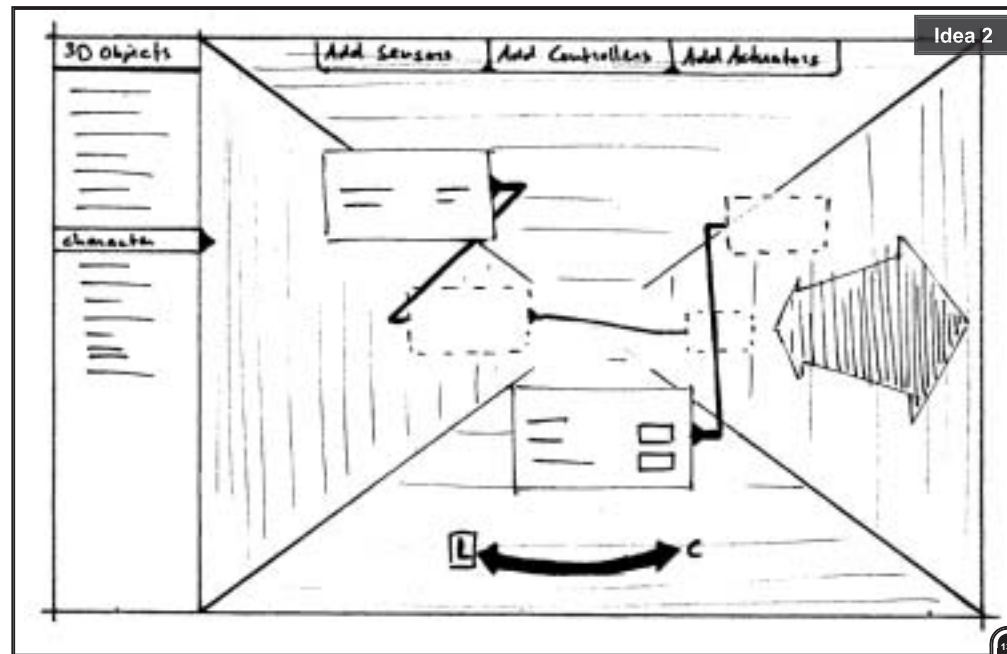 Idea 2
3D Objects
Add Sensors Add Controllers Add Actuators
character
L C